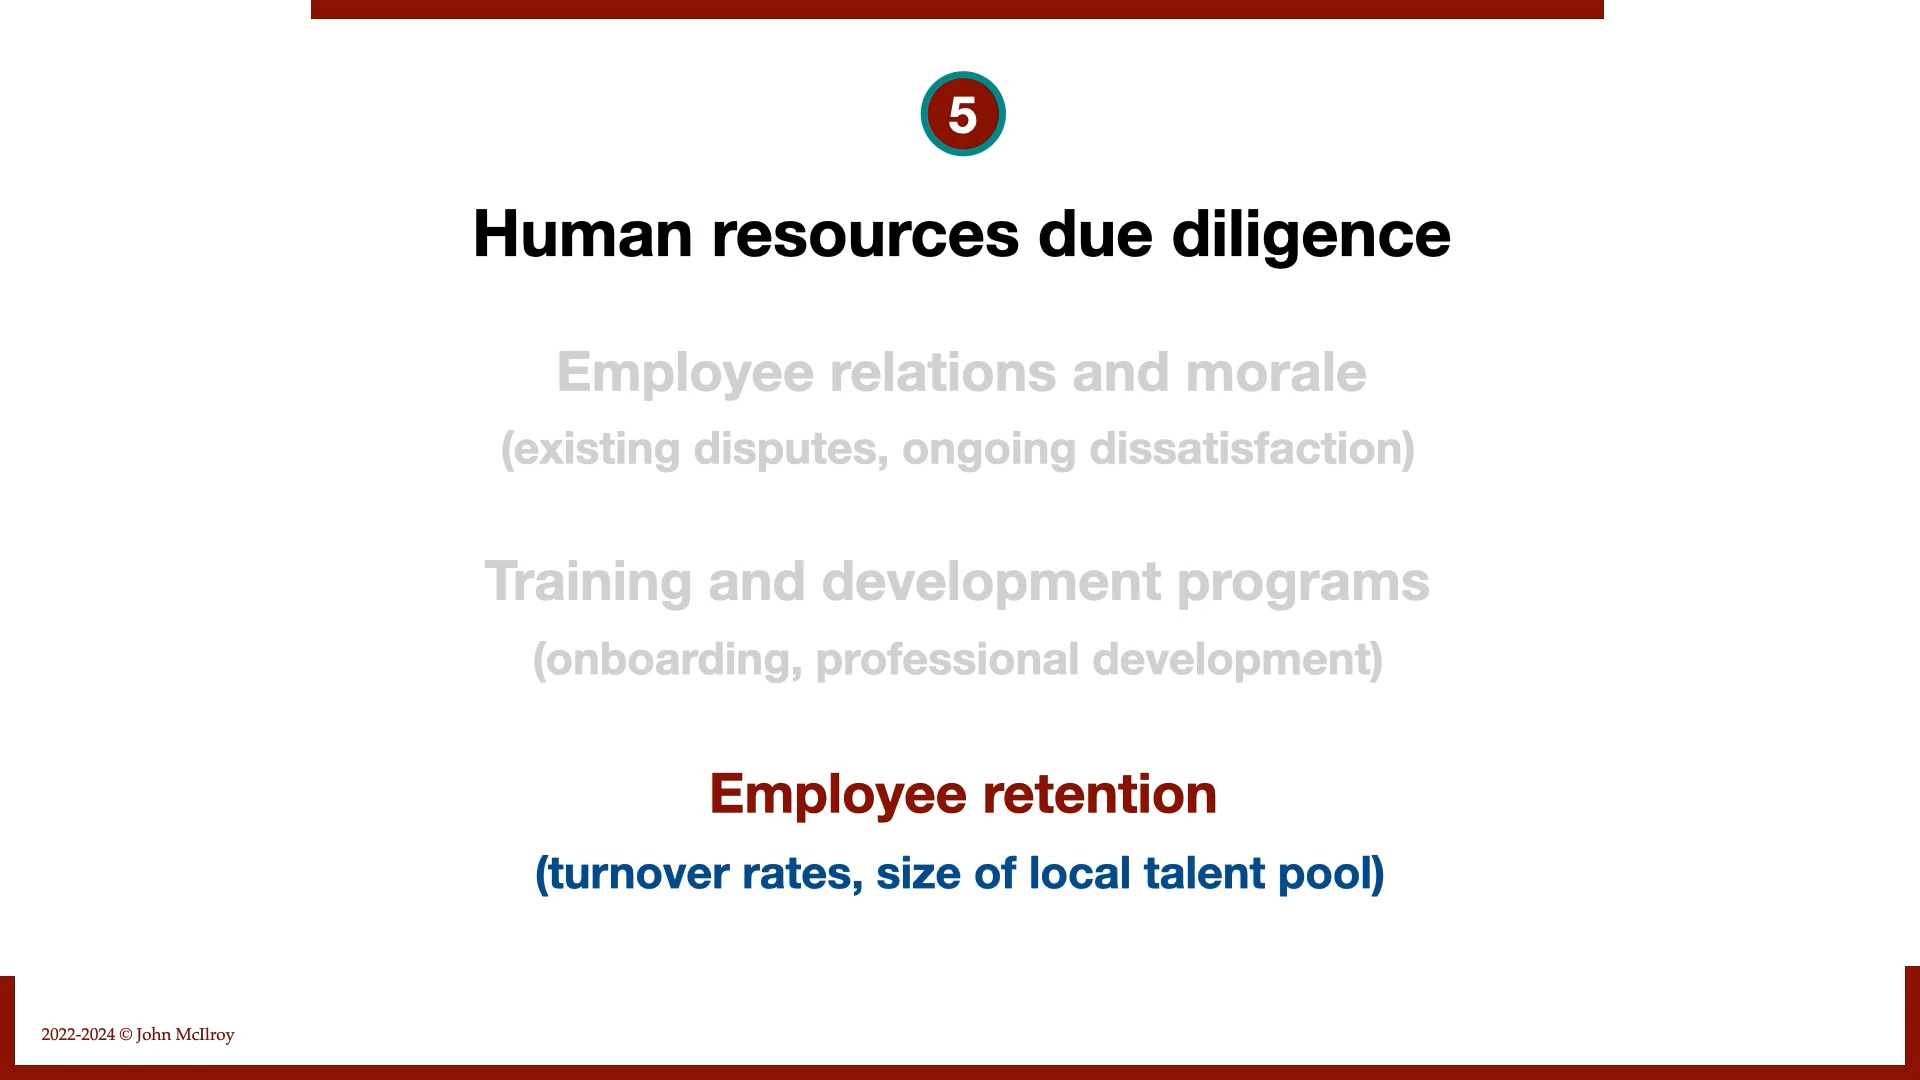 5
Human resources due diligence
Employee relations and morale
(existing disputes, ongoing dissatisfaction)
Training and development programs
(onboarding, professional development)
Employee retention
(turnover rates, size of local talent pool)
2022-2024 © John McIlroy